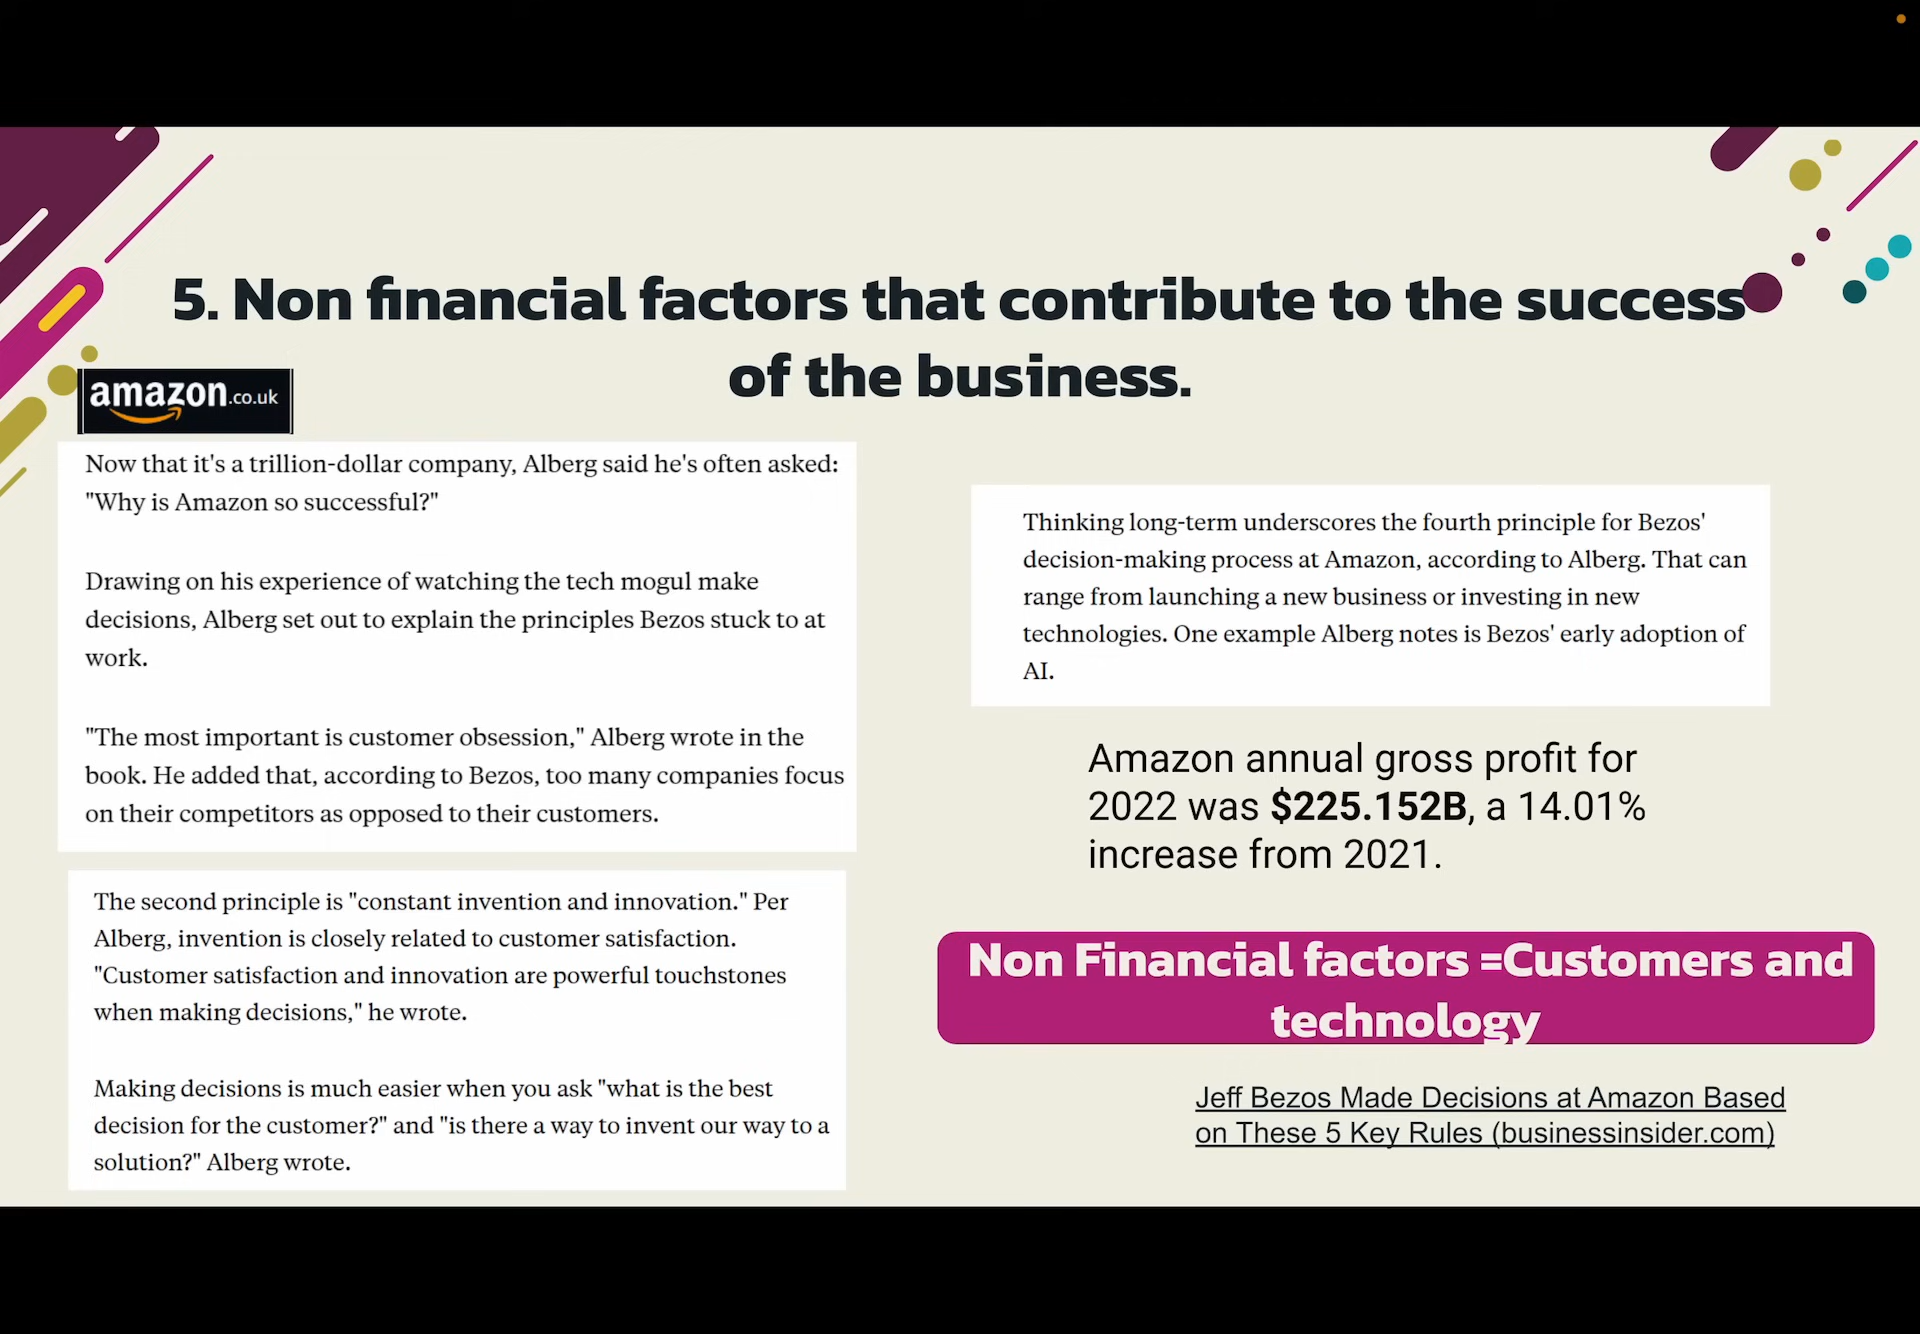 5. Non financial factors that contribute to the success
of the business.
amazon.co.uk
Now that it's a trillion-dollar company, Alberg said he's often asked:
"Why is Amazon so successful?"
Drawing on his experience of watching the tech mogul make
decisions, Alberg set out to explain the principles Bezos stuck to at
work.
"The most important is customer obsession," Alberg wrote in the
book. He added that, according to Bezos, too many companies focus
on their competitors as opposed to their customers.
The second principle is "constant invention and innovation." Per
Alberg, invention is closely related to customer satisfaction.
"Customer satisfaction and innovation are powerful touchstones
when making decisions," he wrote.
Making decisions is much easier when you ask "what is the best
decision for the customer?" and "is there a way to invent our way to a
solution?" Alberg wrote.
Thinking long-term underscores the fourth principle for Bezos'
decision-making process at Amazon, according to Alberg. That can
range from launching a new business or investing in new
technologies. One example Alberg notes is Bezos' early adoption of
AI.
Amazon annual gross profit for
2022 was $225.152B, a 14.01%
increase from 2021.
Non Financial factors =Customers and
technology
Jeff Bezos Made Decisions at Amazon Based
on These 5 Key Rules (businessinsider.com)